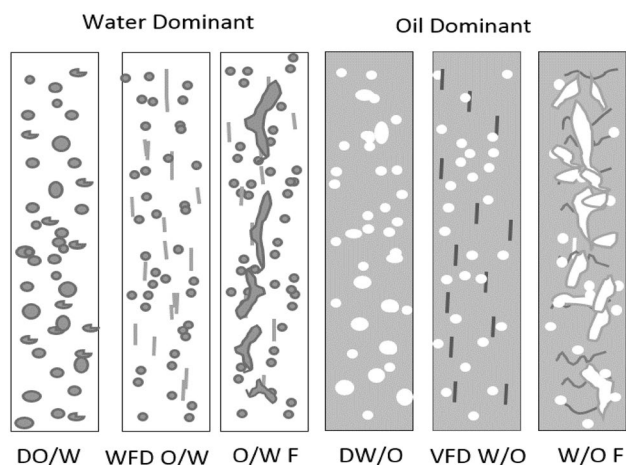 Water Dominant
Oil Dominant
DO/W
WFD O/W
O/W F
DW/O
VFD W/O
W/O F